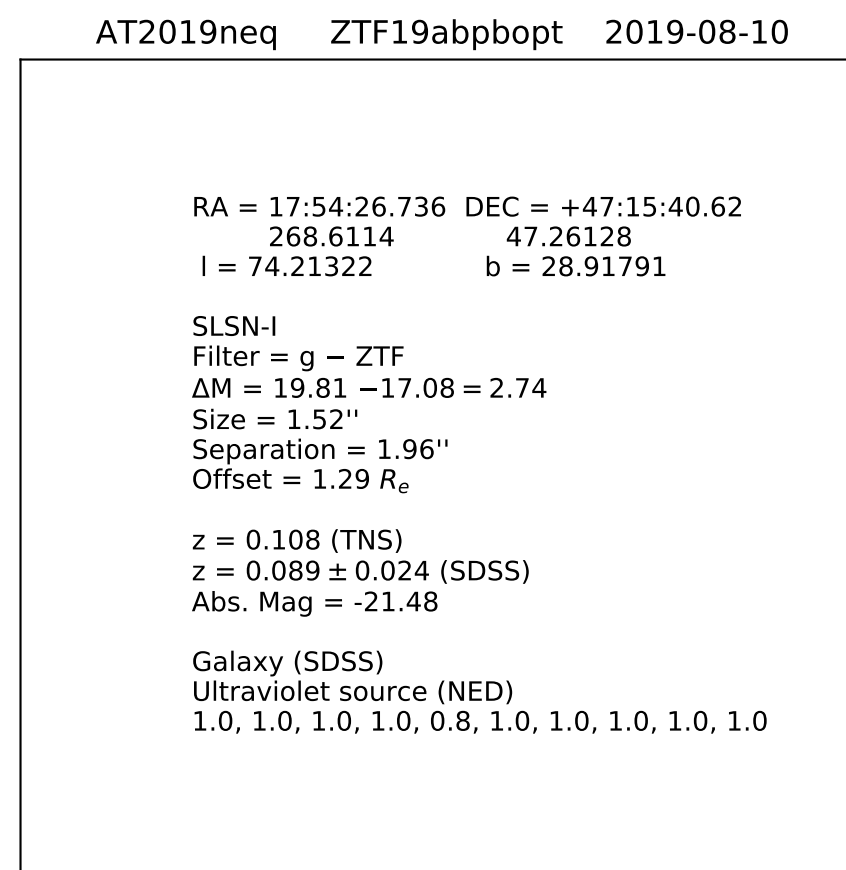 AT2019neq ZTF19abpbopt 2019-08-10
RA = 17:54:26.736 DEC = +47:15:40.62
268.6114 47.26128
l = 74.21322 b = 28.91791
SLSN-I
Filter = g − ZTF
ΔM = 19.81 −17.08 = 2.74
Size = 1.52''
Separation = 1.96''
Offset = 1.29 Re
z = 0.108 (TNS)
z = 0.089 ± 0.024 (SDSS)
Abs. Mag = -21.48
Galaxy (SDSS)
Ultraviolet source (NED)
1.0, 1.0, 1.0, 1.0, 0.8, 1.0, 1.0, 1.0, 1.0, 1.0